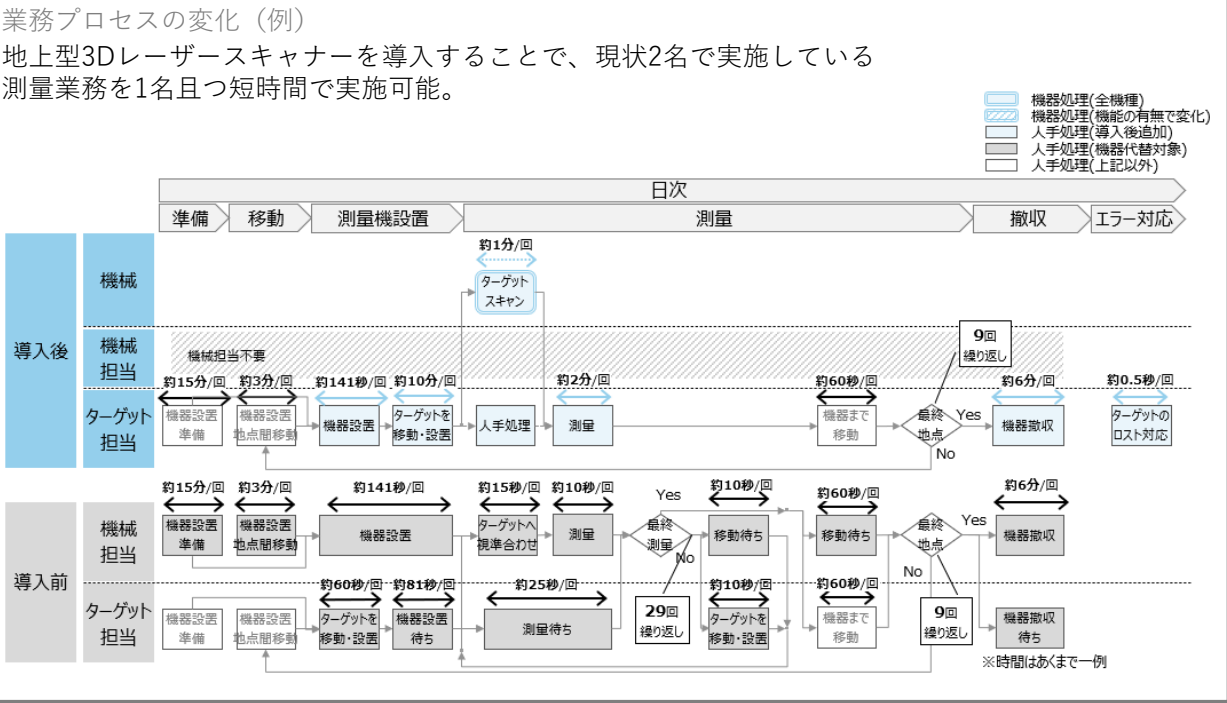 業務プロセスの変化（例）
地上型3Dレーザースキャナーを導入することで、現状2名で実施している
測量業務を1名且つ短時間で実施可能。
機器処理(全機種)
機器処理(機能の有無で変化)
人手処理(導入後追加)
人手処理(機器代替対象)
人手処理(上記以外)
日次
準備
移動
測量機設置
測量
撤収
エラー対応
導入後
機械
約1分/回
ターゲット
スキャン
機械
担当
機械担当不要
9回
繰り返し
ターゲット
担当
約15分/回
約3分/回
約141秒/回
約10分/回
約2分/回
約60秒/回
約6分/回
約0.5秒/回
機器設置
準備
機器設置
地点間移動
機器設置
ターゲットを
移動・設置
人手処理
測量
機器まで
移動
最終
地点
Yes
No
機器撤収
ターゲットの
ロスト対応
導入前
機械
担当
約15分/回
約3分/回
約141秒/回
約15秒/回
約10秒/回
Yes
約10秒/回
約60秒/回
約6分/回
機器設置
準備
機器設置
地点間移動
機器設置
ターゲットへ
視準合わせ
測量
最終
測量
No
移動待ち
移動待ち
最終
地点
Yes
No
機器撤収
ターゲット
担当
約60秒/回
約81秒/回
約25秒/回
約10秒/回
約60秒/回
機器設置
準備
機器設置
地点間移動
ターゲットを
移動・設置
機器設置
待ち
測量待ち
29回
繰り返し
ターゲットを
移動・設置
機器まで
移動
9回
繰り返し
機器撤収
待ち
※時間はあくまで一例